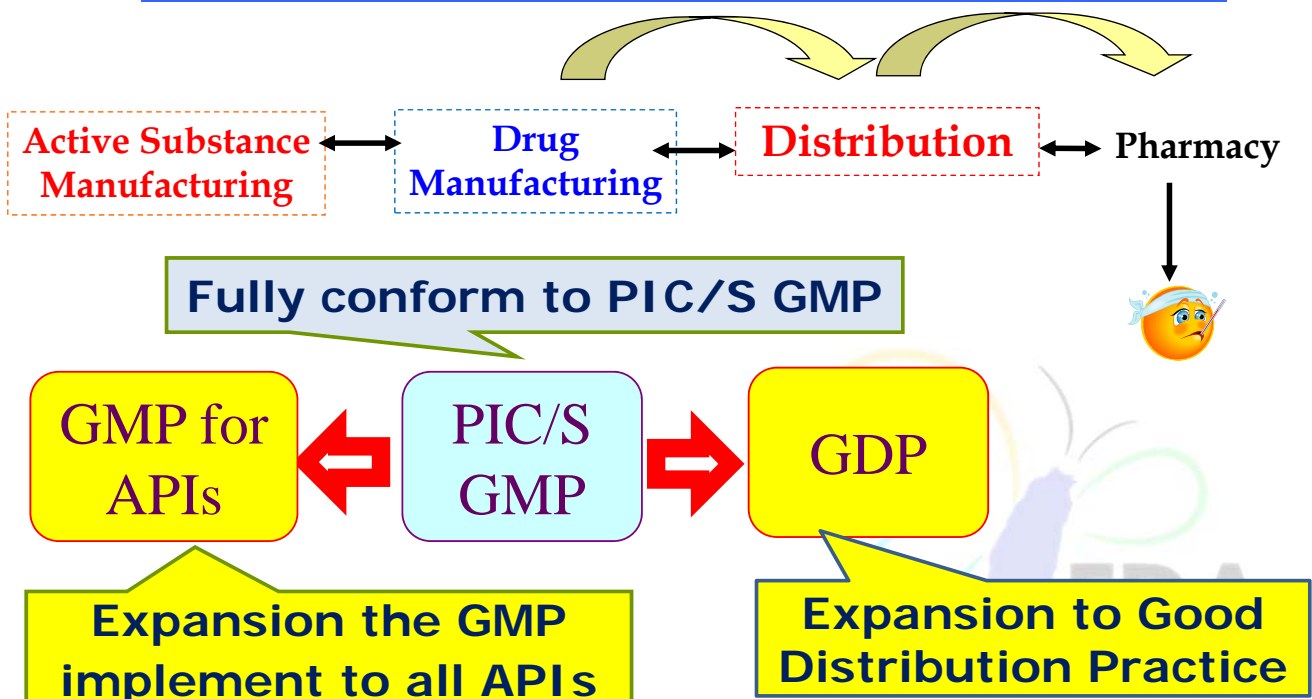 Active Substance
Manufacturing
Drug
Manufacturing
Distribution
Pharmacy
Fully conform to PIC/S GMP
GMP for
APIs
PIC/S
GMP
GDP
Expansion the GMP
implement to all APIs
Expansion to Good
Distribution Practice